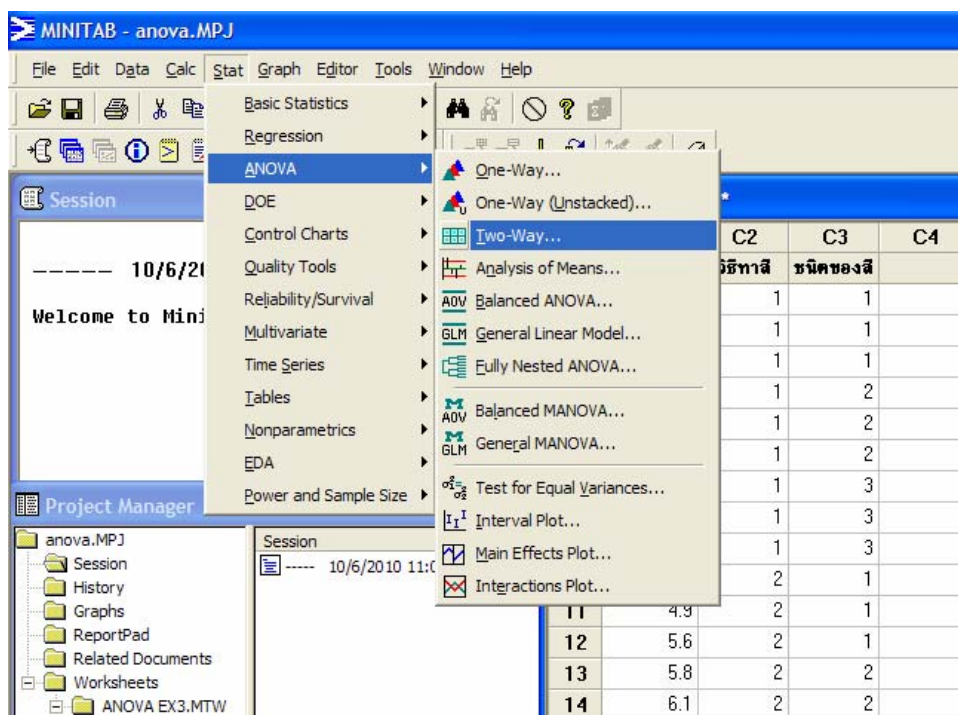 MINITAB - anova.MPJ
File Edit Data Calc Stat Graph Editor Tools Window Help
Basic Statistics
Regression
ANOVA
DOE
Control Charts
Quality Tools
Reliability/Survival
Multivariate
Time Series
Tables
Nonparametrics
EDA
Power and Sample Size
One-Way...
One-Way (Unstacked)...
Two-Way...
Analysis of Means...
AOV Balanced ANOVA...
GLM General Linear Model...
Fully Nested ANOVA...
M AOV Balanced MANOVA...
M GLM General MANOVA...
Test for Equal Variances...
Interval Plot...
Main Effects Plot...
Interactions Plot...
Session
----- 10/6/20
Welcome to Mini
Project Manager
anova.MPJ
Session
History
Graphs
ReportPad
Related Documents
Worksheets
ANOVA EX3.MTW
Session
----- 10/6/2010 11:0
C2 C3 C4
วิธีทาสี ชนิดของสี
1 1
1 1
1 1
1 2
1 2
1 2
1 3
1 3
1 3
2 1
11 4.9 2 1
12 5.6 2 1
13 5.8 2 2
14 6.1 2 2